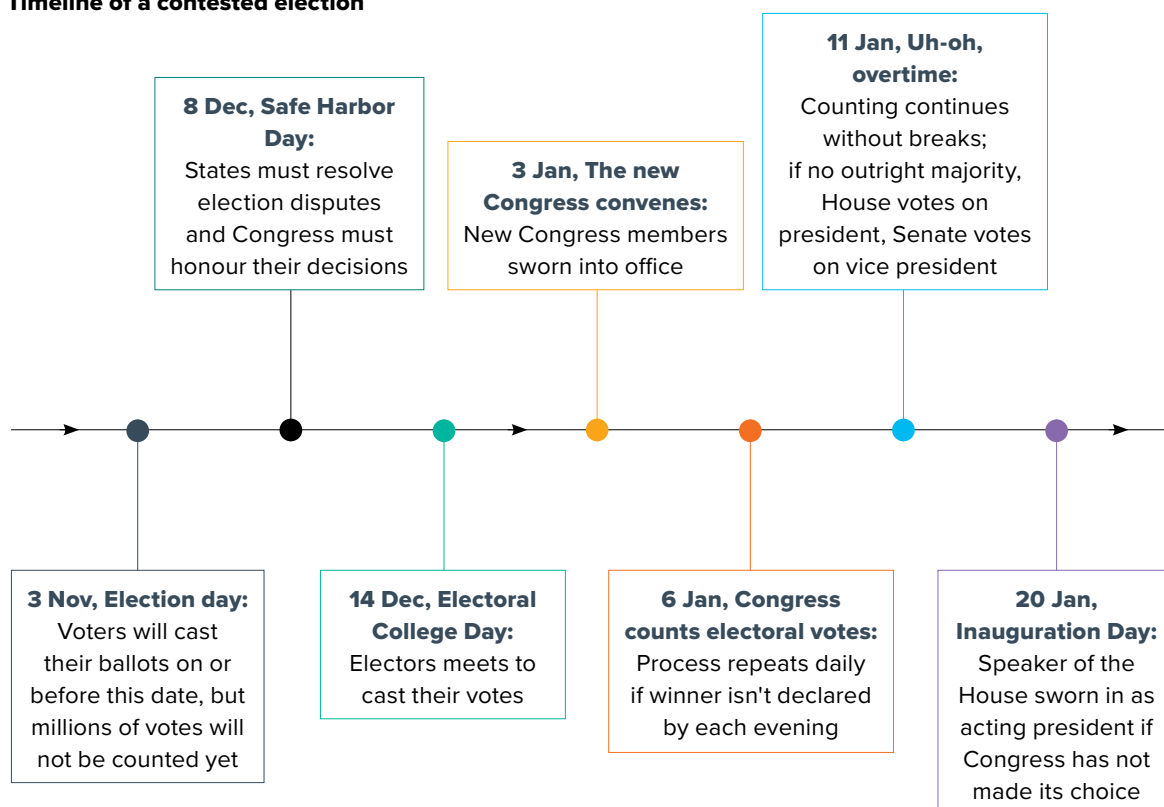 Timeline of a contested election
8 Dec, Safe Harbor
Day:
States must resolve
election disputes
and Congress must
honour their decisions
3 Jan, The new
Congress convenes:
New Congress members
sworn into office
11 Jan, Uh-oh,
overtime:
Counting continues
without breaks;
if no outright majority,
House votes on
president, Senate votes
on vice president
3 Nov, Election day:
Voters will cast
their ballots on or
before this date, but
millions of votes will
not be counted yet
14 Dec, Electoral
College Day:
Electors meets to
cast their votes
6 Jan, Congress
counts electoral votes:
Process repeats daily
if winner isn't declared
by each evening
20 Jan,
Inauguration Day:
Speaker of the
House sworn in as
acting president if
Congress has not
made its choice